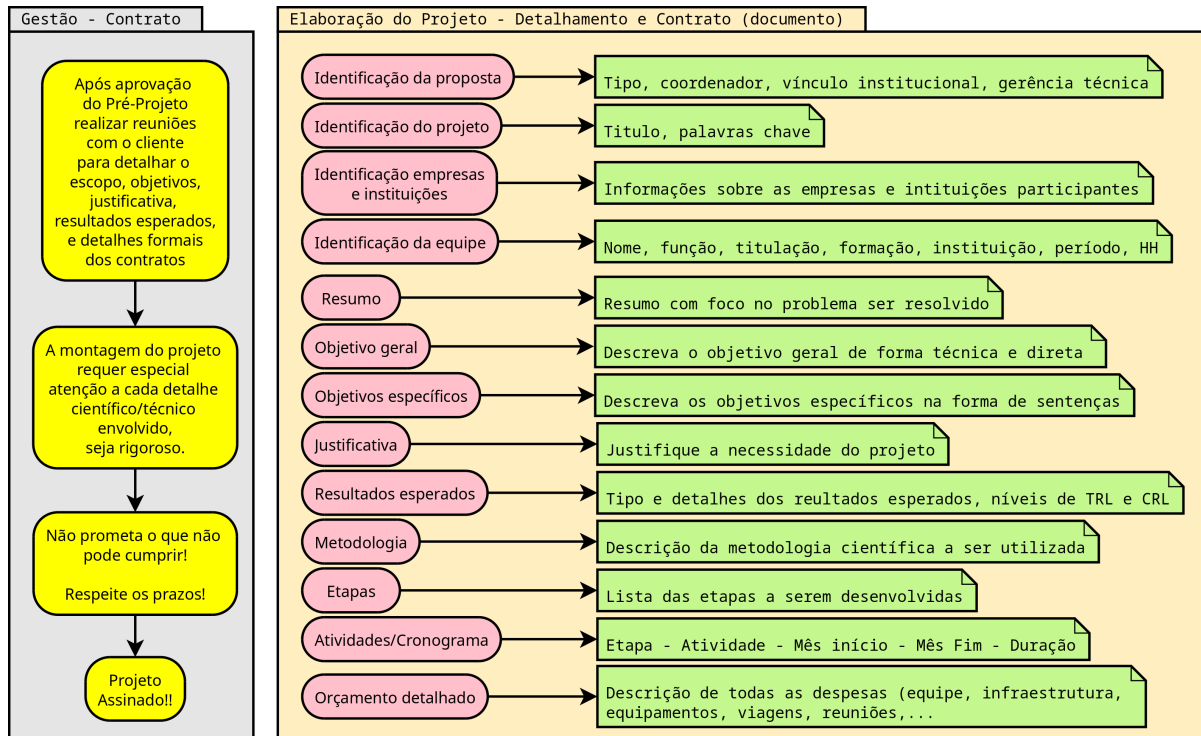 Gestão - Contrato
Após aprovação
do Pré-Projeto
realizar reuniões
com o cliente
para detalhar o
escopo, objetivos,
justificativa,
resultados esperados,
e detalhes formais
dos contratos
A montagem do projeto
requer especial
atenção a cada detalhe
científico/técnico
envolvido,
seja rigoroso.
Não prometa o que não
pode cumprir!
Respeite os prazos!
Projeto
Assinado!!
Elaboração do Projeto - Detalhamento e Contrato (documento)
Identificação da proposta
Tipo, coordenador, vínculo institucional, gerência técnica
Identificação do projeto
Titulo, palavras chave
Identificação empresas
e instituições
Informações sobre as empresas e intituições participantes
Identificação da equipe
Nome, função, titulação, formação, instituição, período, HH
Resumo
Resumo com foco no problema ser resolvido
Objetivo geral
Descreva o objetivo geral de forma técnica e direta
Objetivos específicos
Descreva os objetivos específicos na forma de sentenças
Justificativa
Justifique a necessidade do projeto
Resultados esperados
Tipo e detalhes dos reultados esperados, níveis de TRL e CRL
Metodologia
Descrição da metodologia científica a ser utilizada
Etapas
Lista das etapas a serem desenvolvidas
Atividades/Cronograma
Etapa - Atividade - Mês início - Mês Fim - Duração
Orçamento detalhado
Descrição de todas as despesas (equipe, infraestrutura,
equipamentos, viagens, reuniões,...